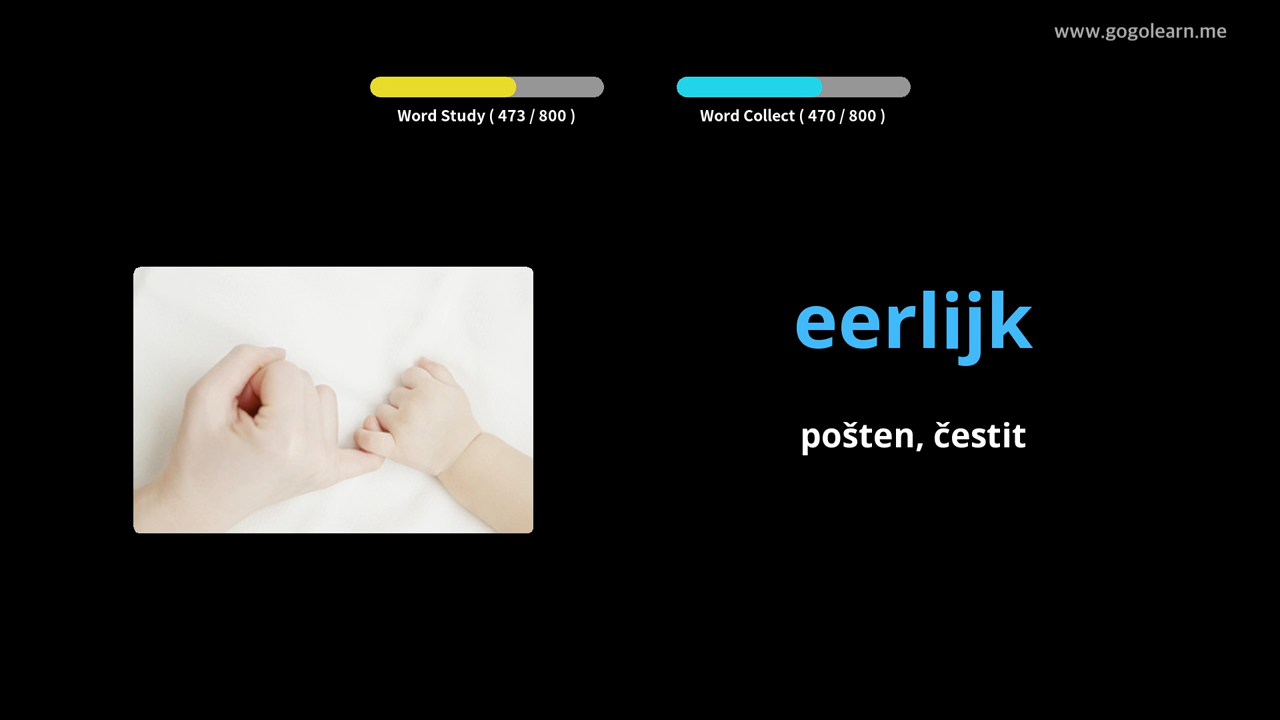 www.gogolearn.me
Word Study ( 473 / 800 )
Word Collect ( 470 / 800 )
eerlijk
pošten, čestit